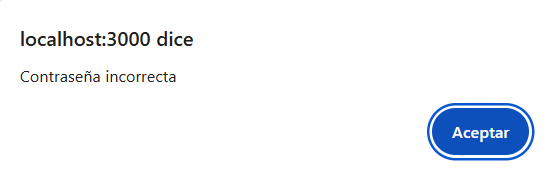 localhost:3000 dice
Contraseña incorrecta
Aceptar